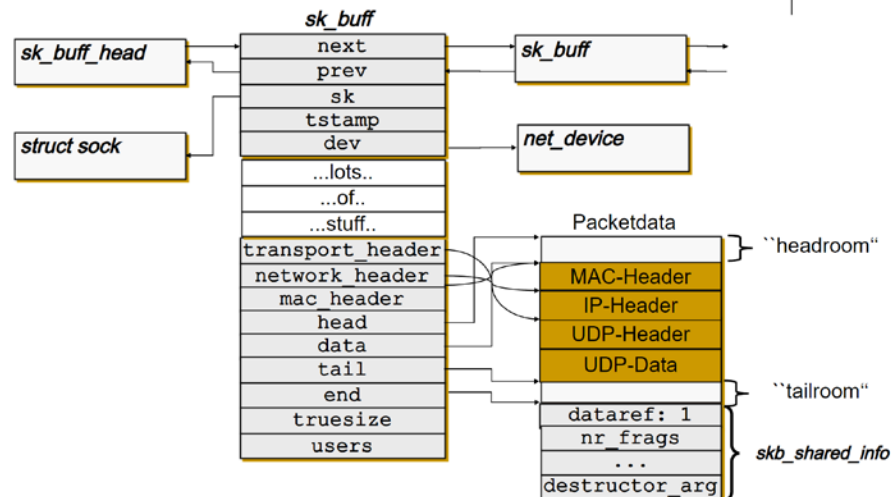 sk_buff
sk_buff_head
next
prev
sk
tstamp
dev
sk_buff
struct sock
net_device
...lots..
...of..
...stuff..
transport_header
network_header
mac_header
head
data
tail
end
truesize
users
Packetdata
``headroom“
MAC-Header
IP-Header
UDP-Header
UDP-Data
``tailroom“
dataref: 1
nr_frags
...
destructor_arg
skb_shared_info